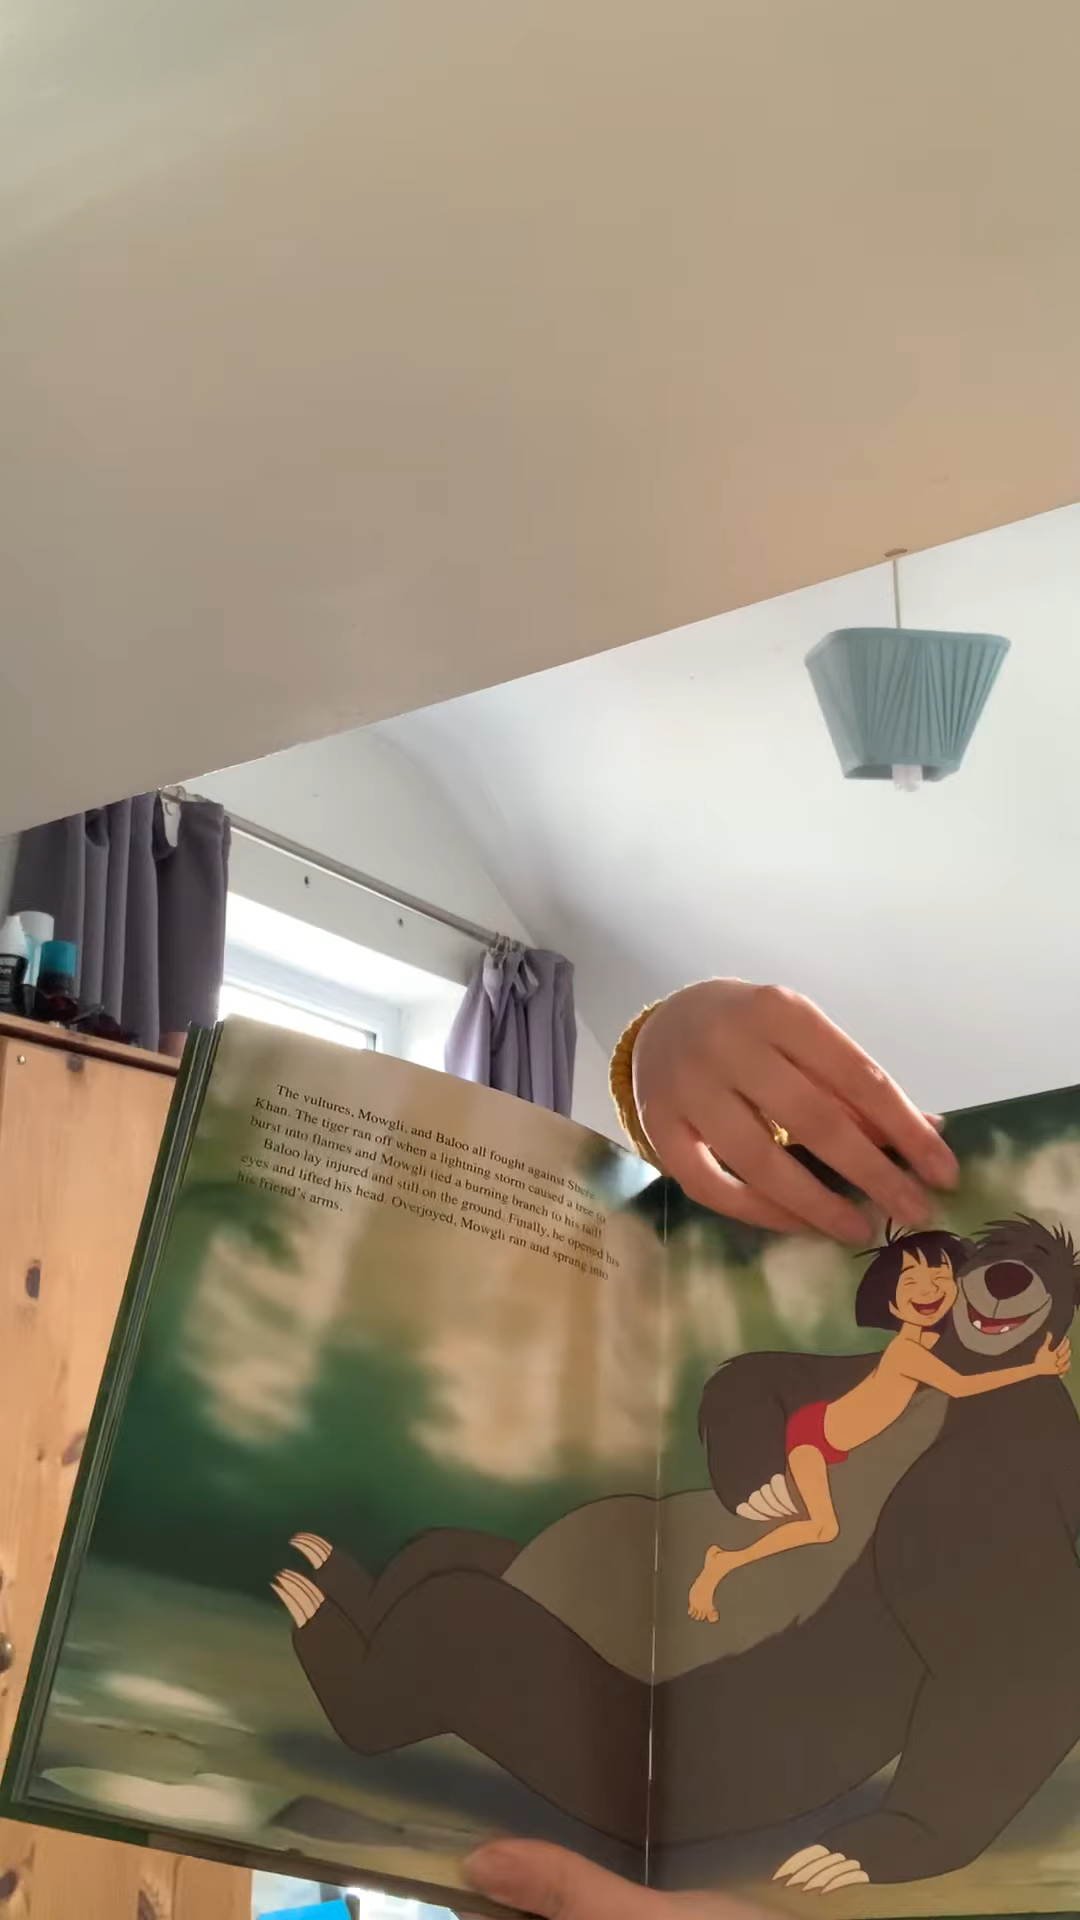 The vultures, Mowgli, and Baloo all fought against Shere
Khan. The tiger ran off when a lightning storm caused a tree to
burst into flames and Mowgli tied a burning branch to his tail!
Baloo lay injured and still on the ground. Finally, he opened his
eyes and lifted his head. Overjoyed, Mowgli ran and sprang into
his friend's arms.